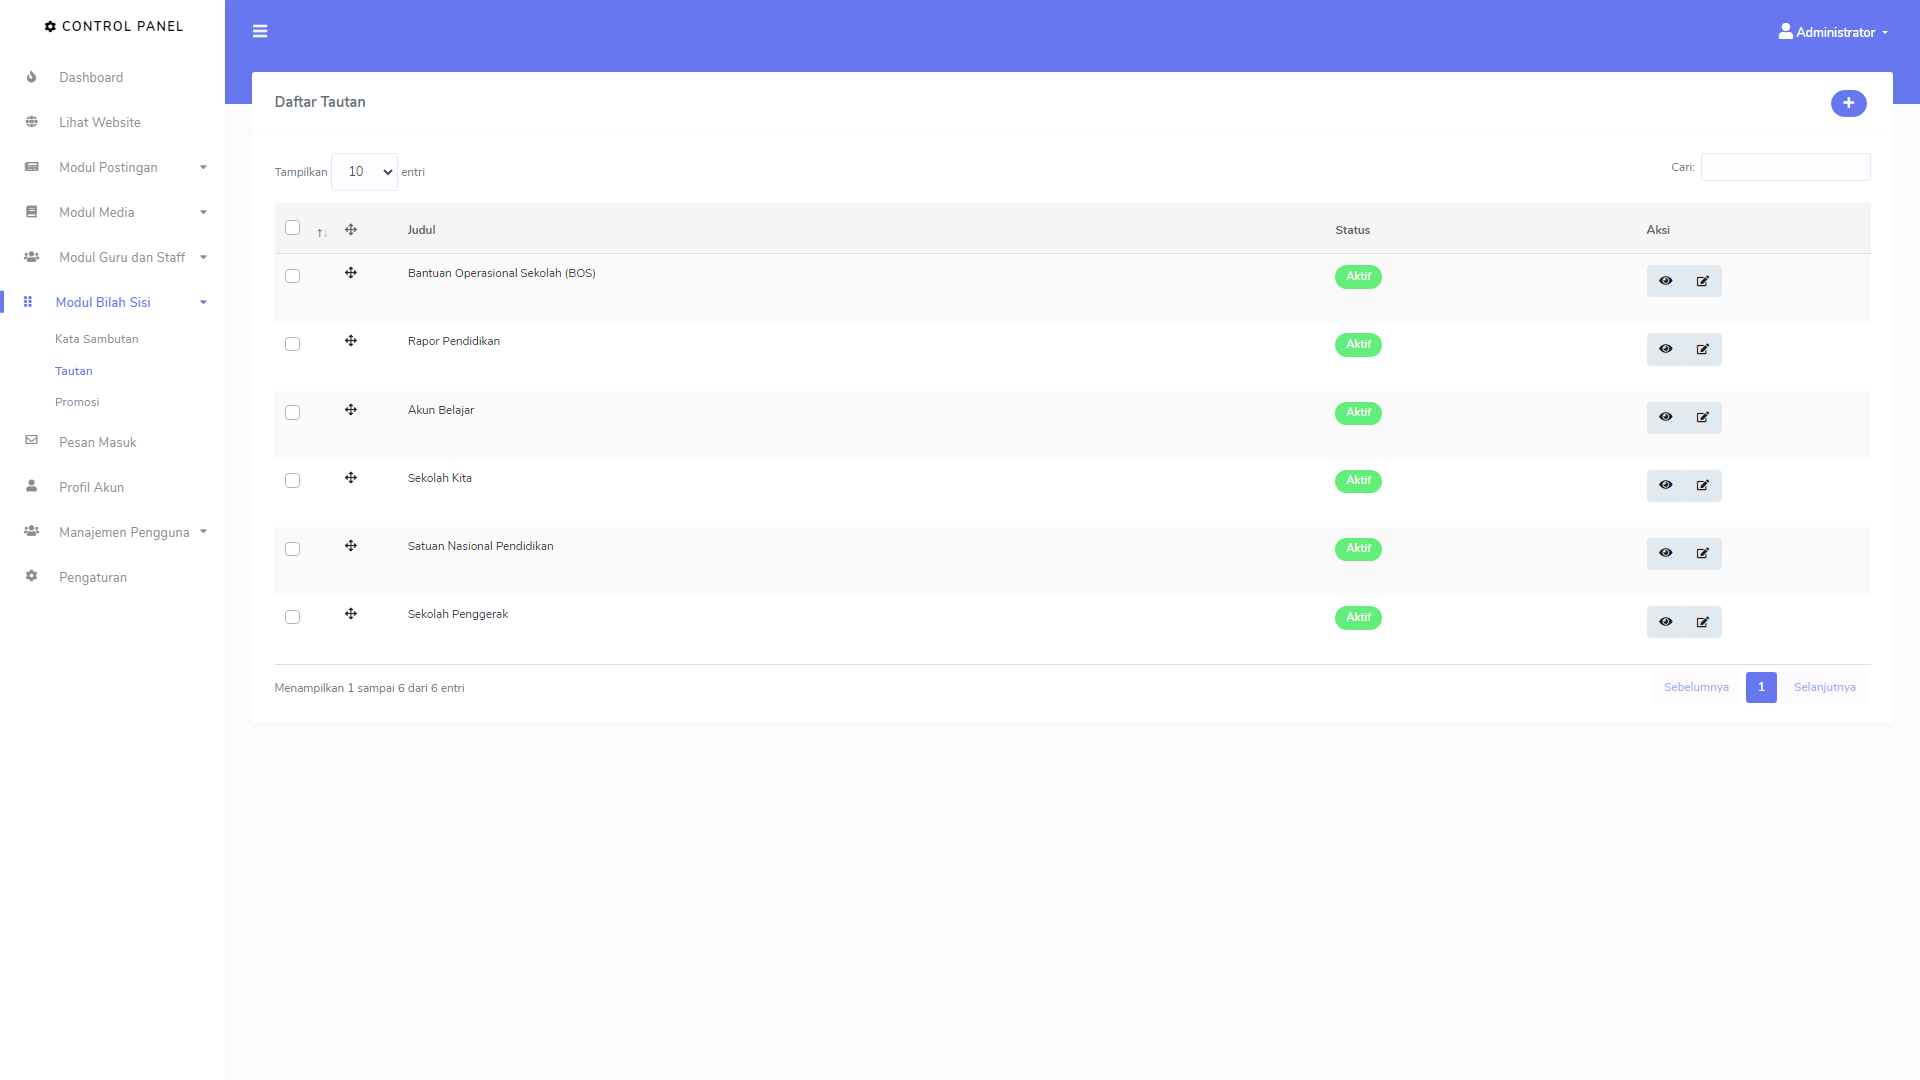 CONTROL PANEL
Administrator
Dashboard
Lihat Website
Modul Postingan
Modul Media
Modul Guru dan Staff
Modul Bilah Sisi
Kata Sambutan
Tautan
Promosi
Pesan Masuk
Profil Akun
Manajemen Pengguna
Pengaturan
Daftar Tautan
+
Tampilkan 10 entri
Cari:
Judul Status Aksi
Bantuan Operasional Sekolah (BOS) Aktif
Rapor Pendidikan Aktif
Akun Belajar Aktif
Sekolah Kita Aktif
Satuan Nasional Pendidikan Aktif
Sekolah Penggerak Aktif
Menampilkan 1 sampai 6 dari 6 entri
Sebelumnya 1 Selanjutnya